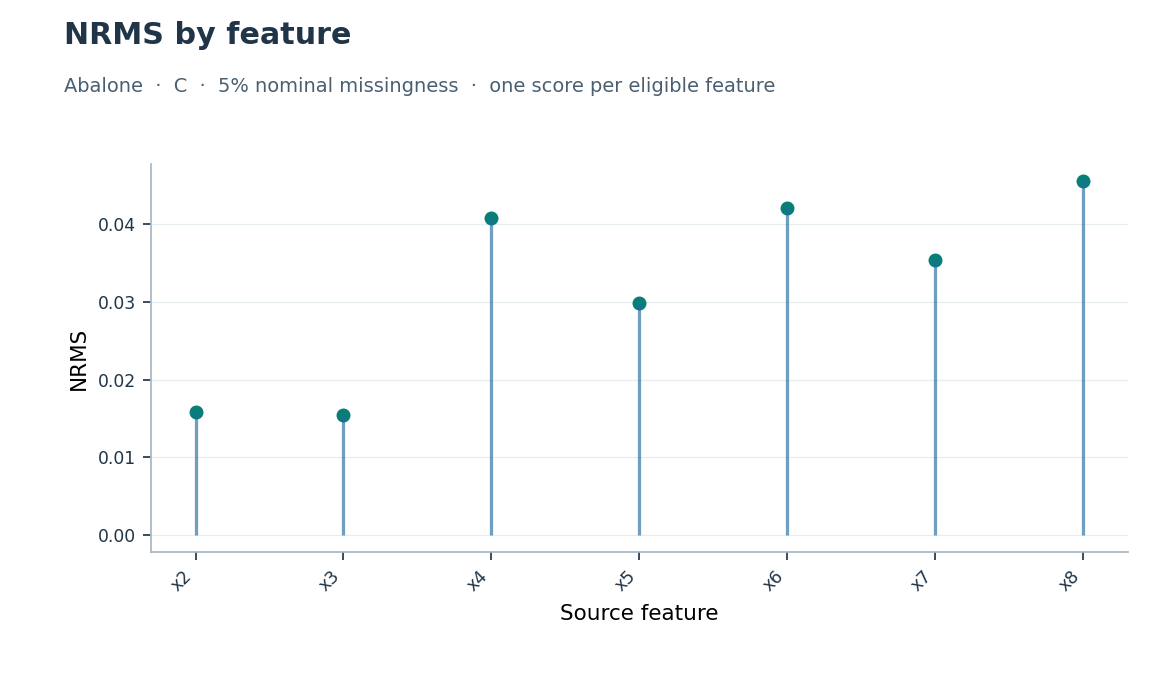 NRMS by feature
Abalone · C · 5% nominal missingness · one score per eligible feature
NRMS
0.04
0.03
0.02
0.01
0.00
x2 x3 x4 x5 x6 x7 x8
Source feature